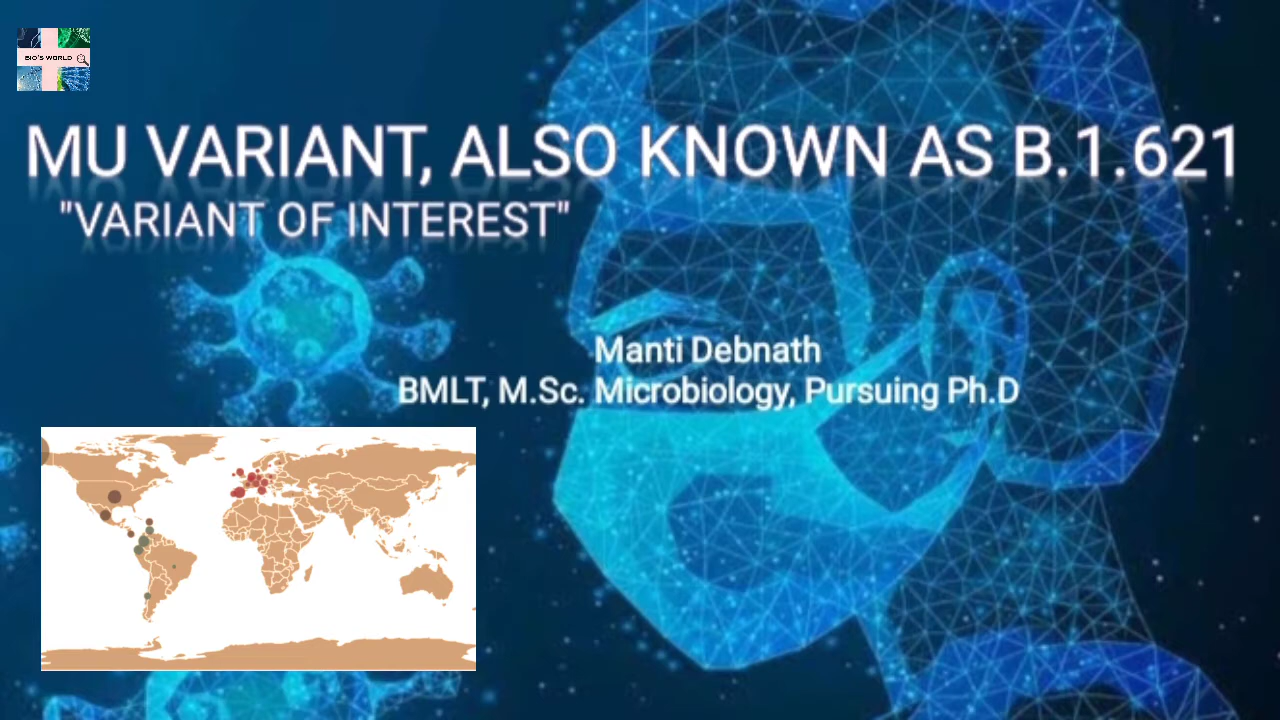 BIO'S WORLD
MU VARIANT, ALSO KNOWN AS B.1.621
"VARIANT OF INTEREST"
Manti Debnath
BMLT, M.Sc. Microbiology, Pursuing Ph.D